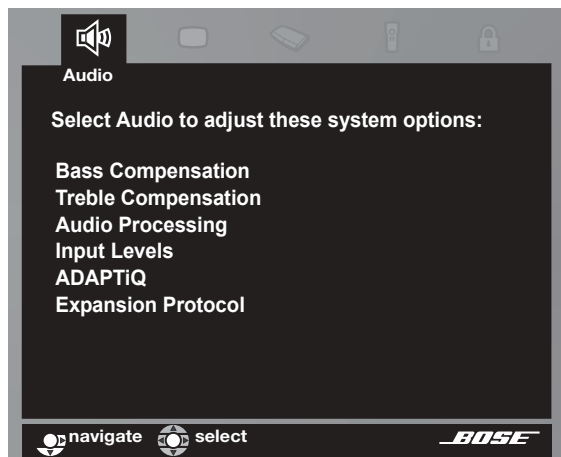 Audio
Select Audio to adjust these system options:
Bass Compensation
Treble Compensation
Audio Processing
Input Levels
ADAPTiQ
Expansion Protocol
navigate select BOSE